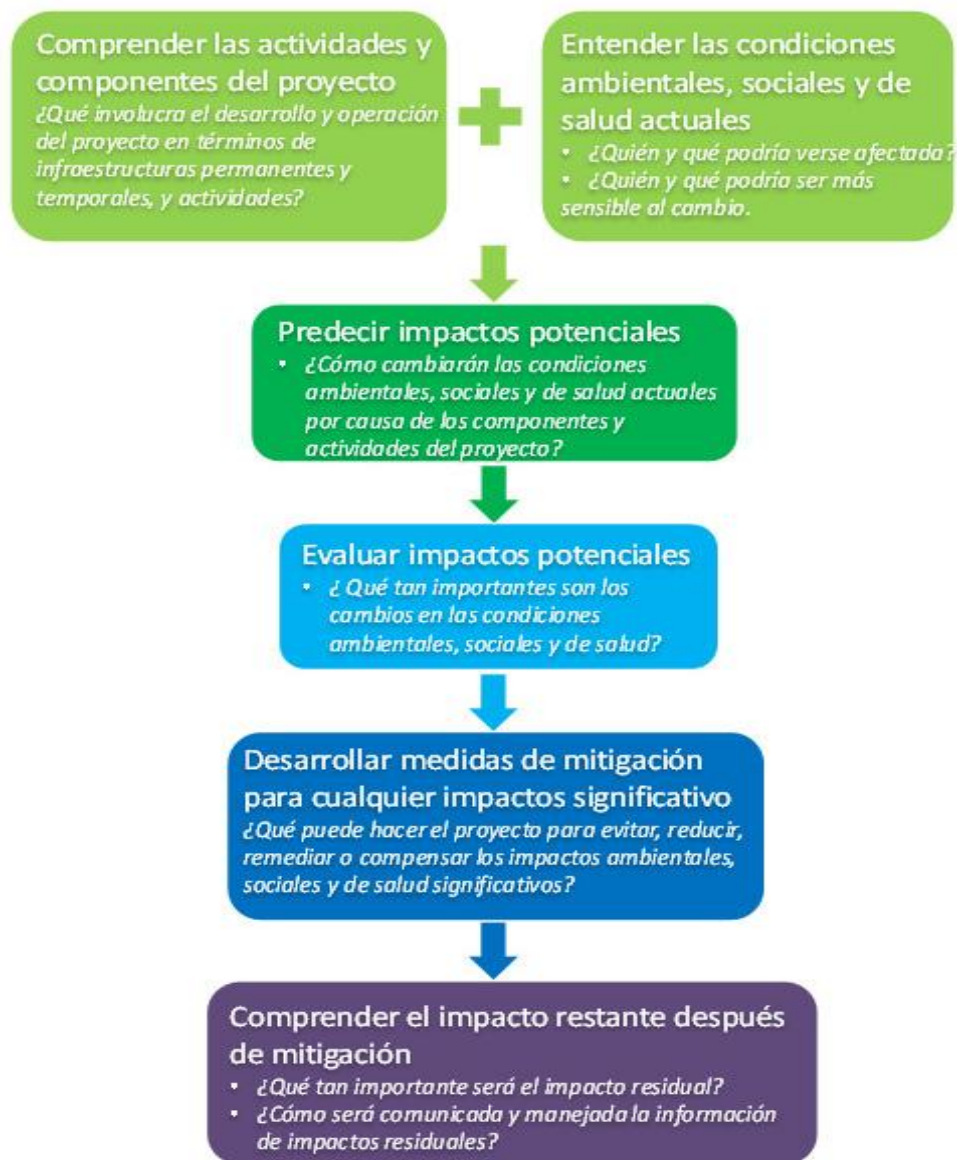 Comprender las actividades y
componentes del proyecto
¿Qué involucra el desarrollo y operación
del proyecto en términos de
infraestructuras permanentes y
temporales, y actividades?
Entender las condiciones
ambientales, sociales y de
salud actuales
• ¿Quién y qué podría verse afectada?
• ¿Quién y qué podría ser más
sensible al cambio.
Predecir impactos potenciales
• ¿Cómo cambiarán las condiciones
ambientales, sociales y de salud actuales
por causa de los componentes y
actividades del proyecto?
Evaluar impactos potenciales
• ¿ Qué tan importantes son los
cambios en las condiciones
ambientales, sociales y de salud?
Desarrollar medidas de mitigación
para cualquier impactos significativo
¿Qué puede hacer el proyecto para evitar, reducir,
remediar o compensar los impactos ambientales,
sociales y de salud significativos?
Comprender el impacto restante después
de mitigación
• ¿Qué tan importante será el impacto residual?
• ¿Cómo será comunicada y manejada la información
de impactos residuales?